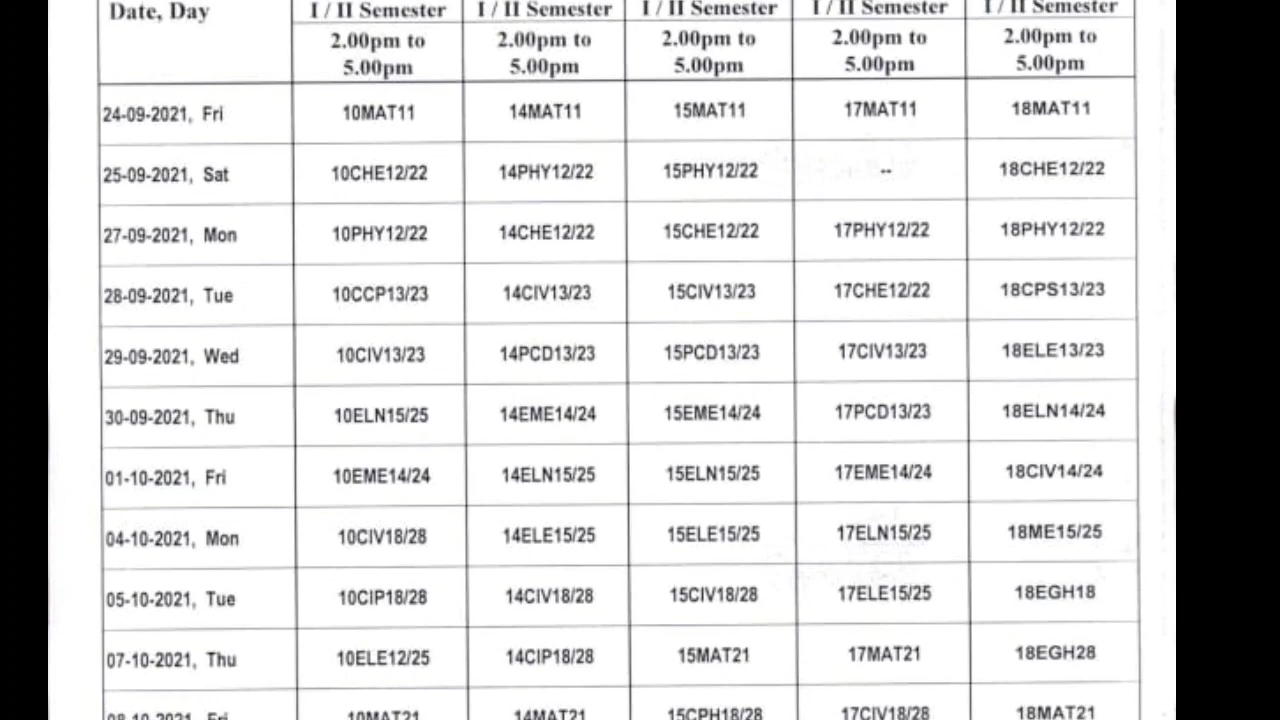 Date, Day I / II Semester I / II Semester I / II Semester I / II Semester I / II Semester
2.00pm to 2.00pm to 2.00pm to 2.00pm to 2.00pm to
5.00pm 5.00pm 5.00pm 5.00pm 5.00pm
24-09-2021, Fri 10MAT11 14MAT11 15MAT11 17MAT11 18MAT11
25-09-2021, Sat 10CHE12/22 14PHY12/22 15PHY12/22 -- 18CHE12/22
27-09-2021, Mon 10PHY12/22 14CHE12/22 15CHE12/22 17PHY12/22 18PHY12/22
28-09-2021, Tue 10CCP13/23 14CIV13/23 15CIV13/23 17CHE12/22 18CPS13/23
29-09-2021, Wed 10CIV13/23 14PCD13/23 15PCD13/23 17CIV13/23 18ELE13/23
30-09-2021, Thu 10ELN15/25 14EME14/24 15EME14/24 17PCD13/23 18ELN14/24
01-10-2021, Fri 10EME14/24 14ELN15/25 15ELN15/25 17EME14/24 18CIV14/24
04-10-2021, Mon 10CIV18/28 14ELE15/25 15ELE15/25 17ELN15/25 18ME15/25
05-10-2021, Tue 10CIP18/28 14CIV18/28 15CIV18/28 17ELE15/25 18EGH18
07-10-2021, Thu 10ELE12/25 14CIP18/28 15MAT21 17MAT21 18EGH28
08-10-2021, Fri 10MAT21 14MAT21 15CPH18/28 17CIV18/28 18MAT21